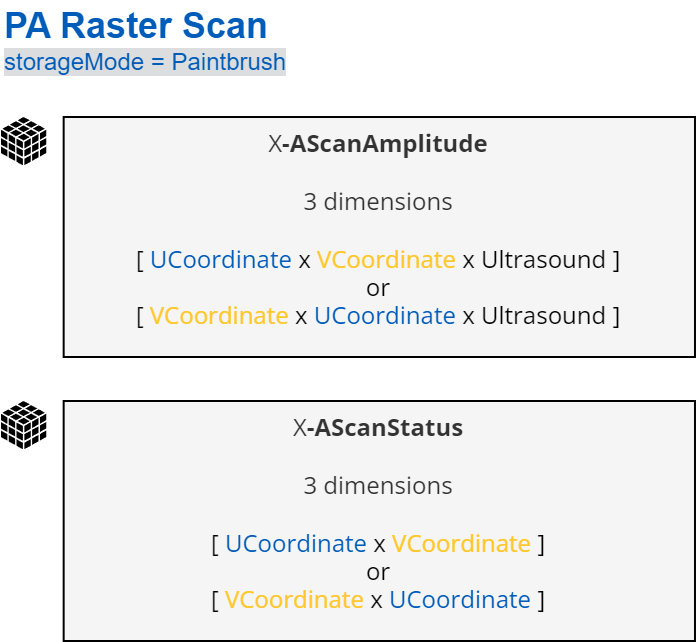 PA Raster Scan
storageMode = Paintbrush
X-AScanAmplitude
3 dimensions
[ UCoordinate x VCoordinate x Ultrasound ]
or
[ VCoordinate x UCoordinate x Ultrasound ]
X-AScanStatus
3 dimensions
[ UCoordinate x VCoordinate ]
or
[ VCoordinate x UCoordinate ]